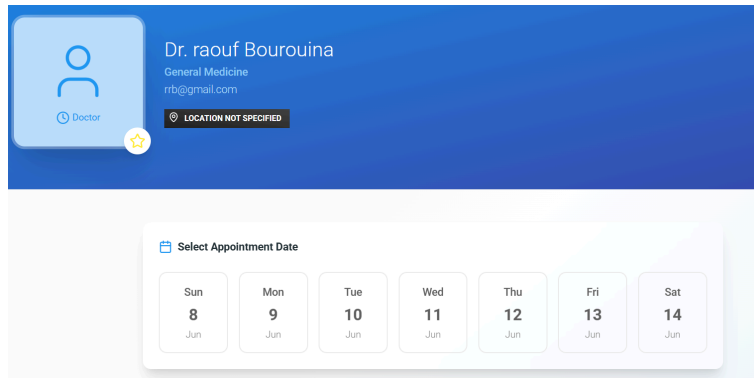 Dr. raouf Bourouina
General Medicine
rrb@gmail.com
Doctor
LOCATION NOT SPECIFIED
Select Appointment Date
Sun Mon Tue Wed Thu Fri Sat
8 9 10 11 12 13 14
Jun Jun Jun Jun Jun Jun Jun